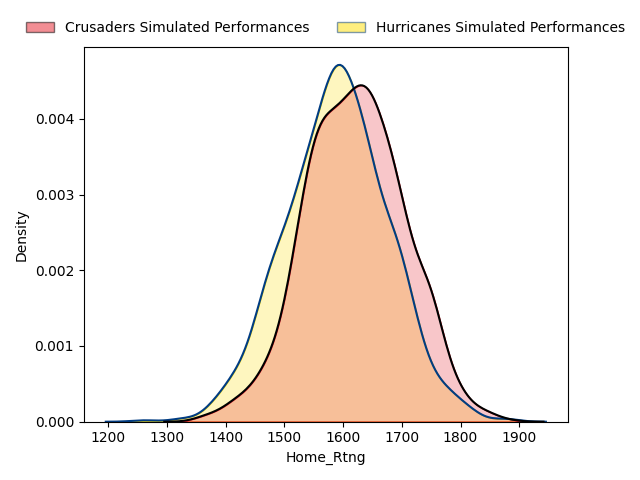 Crusaders Simulated Performances Hurricanes Simulated Performances
0.004
0.003
0.002
0.001
0.000
Density
1200 1300 1400 1500 1600 1700 1800 1900
Home_Rtng